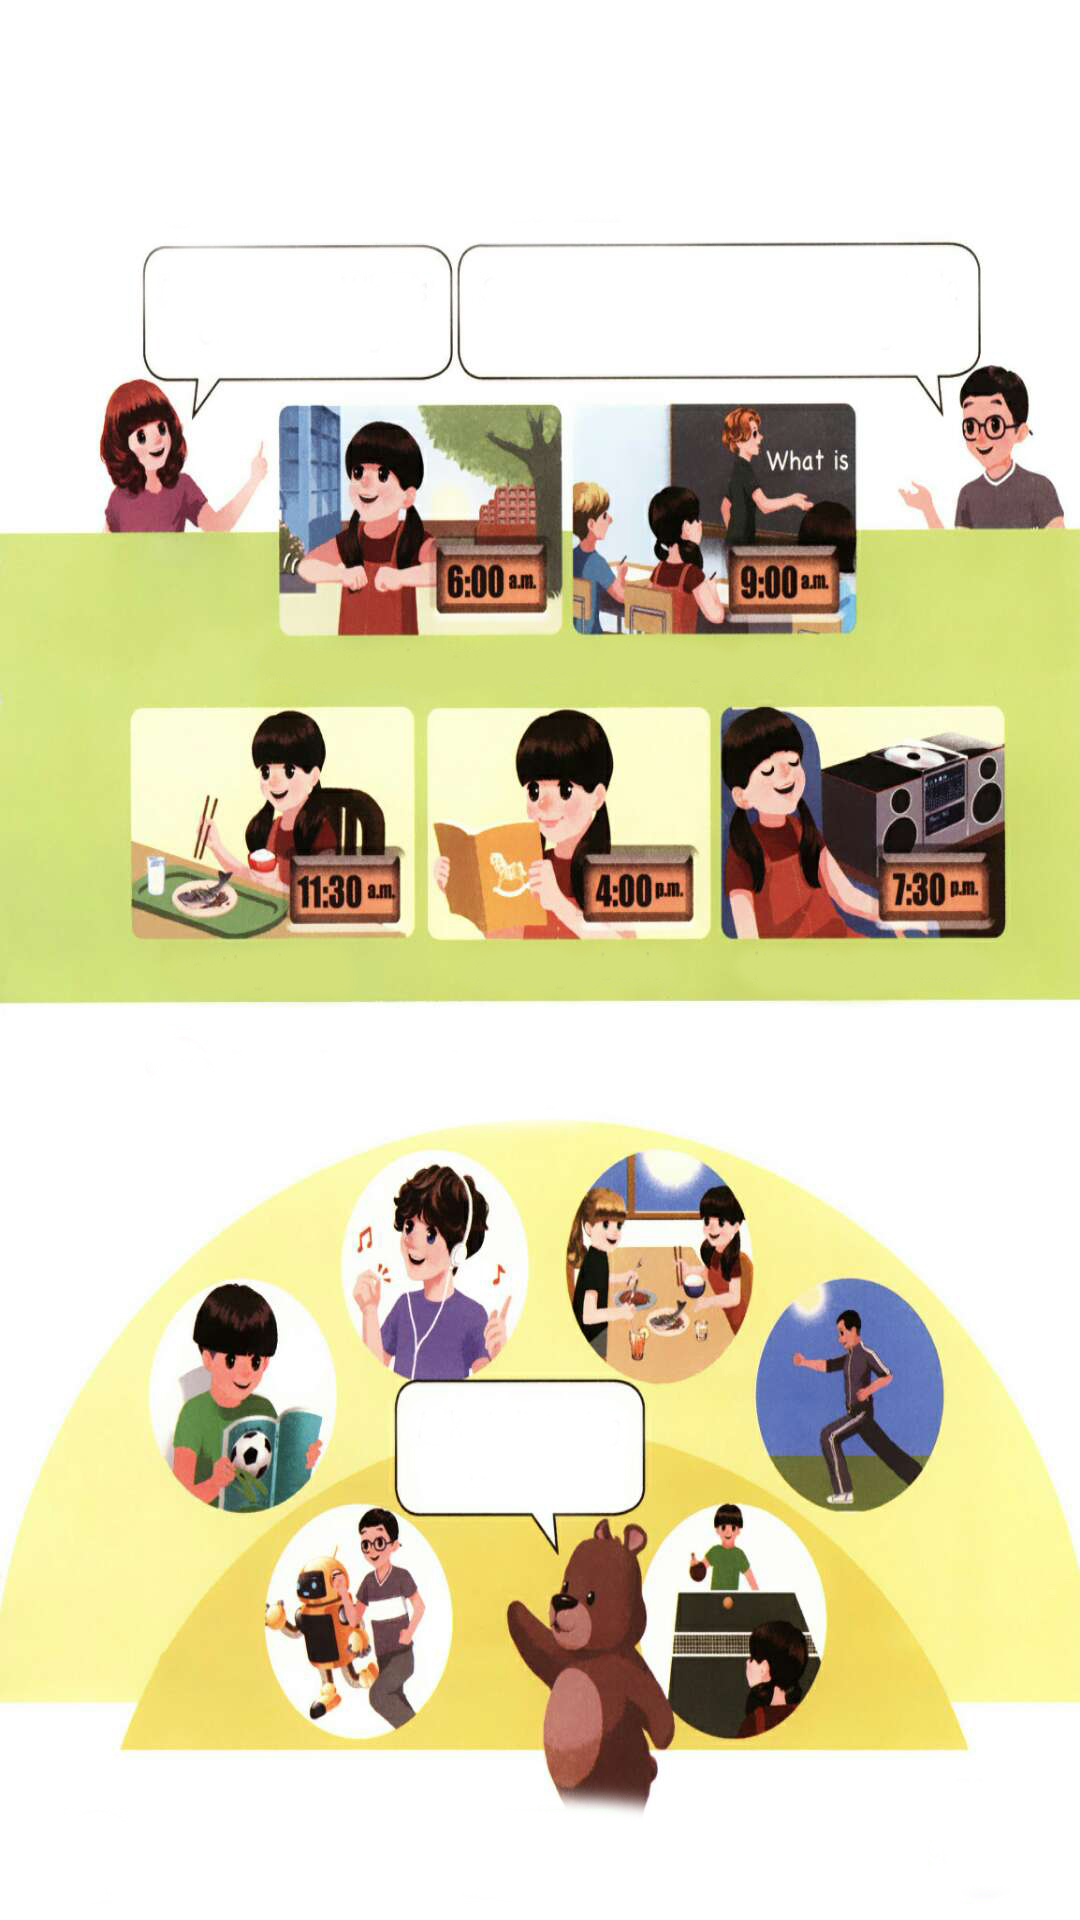 What is
6:00 a.m.
9:00 a.m.
11:30 a.m.
4:00 p.m.
7:30 p.m.